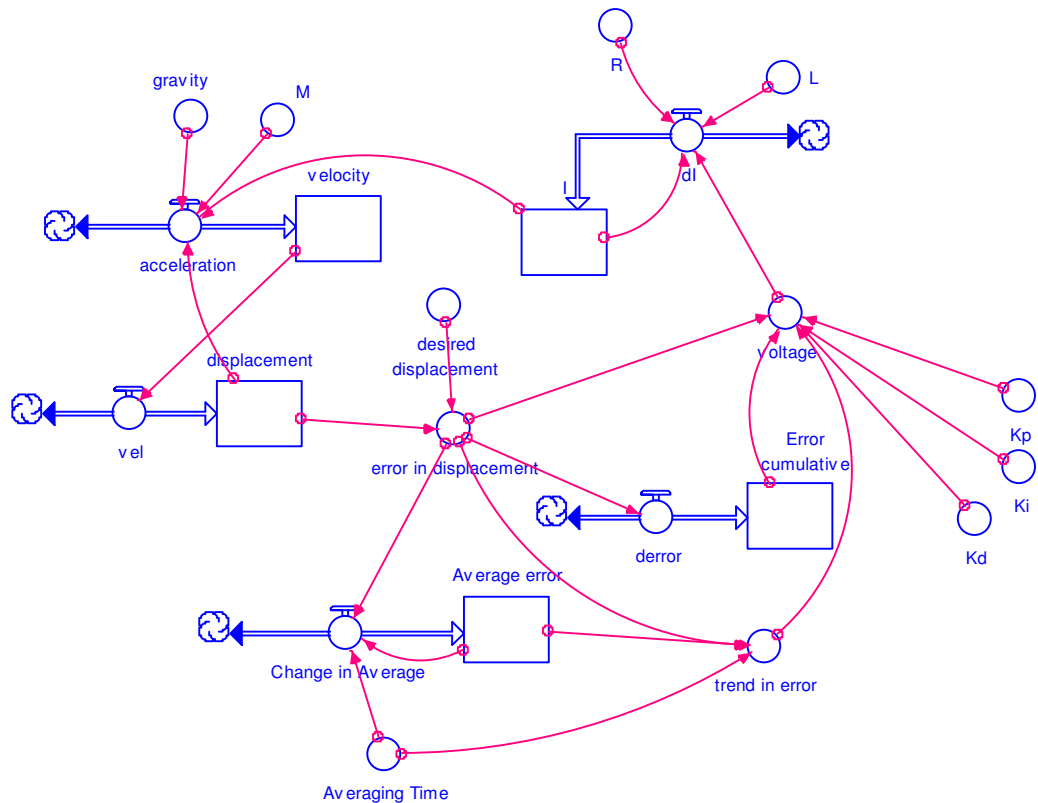 R
L
gravity
M
velocity
I
dI
acceleration
desired
displacement
displacement
voltage
vel
error in displacement
Error
cumulative
Kp
Ki
Kd
derror
Average error
Change in Average
trend in error
Averaging Time